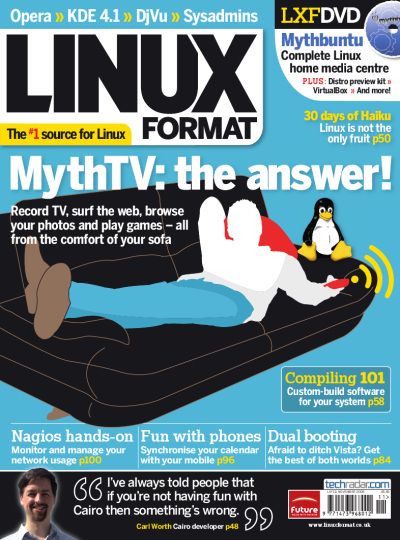 Opera » KDE 4.1 » DjVu » Sysadmins
LINUX
FORMAT
The #1 source for Linux
LXFDVD
Mythbuntu
Complete Linux
home media centre
PLUS: Distro preview kit »
VirtualBox » And more!
30 days of Haiku
Linux is not the
only fruit p50
MythTV: the answer!
Record TV, surf the web, browse
your photos and play games – all
from the comfort of your sofa
Compiling 101
Custom-build software
for your system p58
Nagios hands-on
Monitor and manage your
network usage p100
Fun with phones
Synchronise your calendar
with your mobile p96
Dual booting
Afraid to ditch Vista? Get
the best of both worlds p84
“I've always told people that
if you're not having fun with
Cairo then something's wrong.”
Carl Worth Cairo developer p48
Future
techradar.com
9 771473 968012
11
www.linuxformat.co.uk